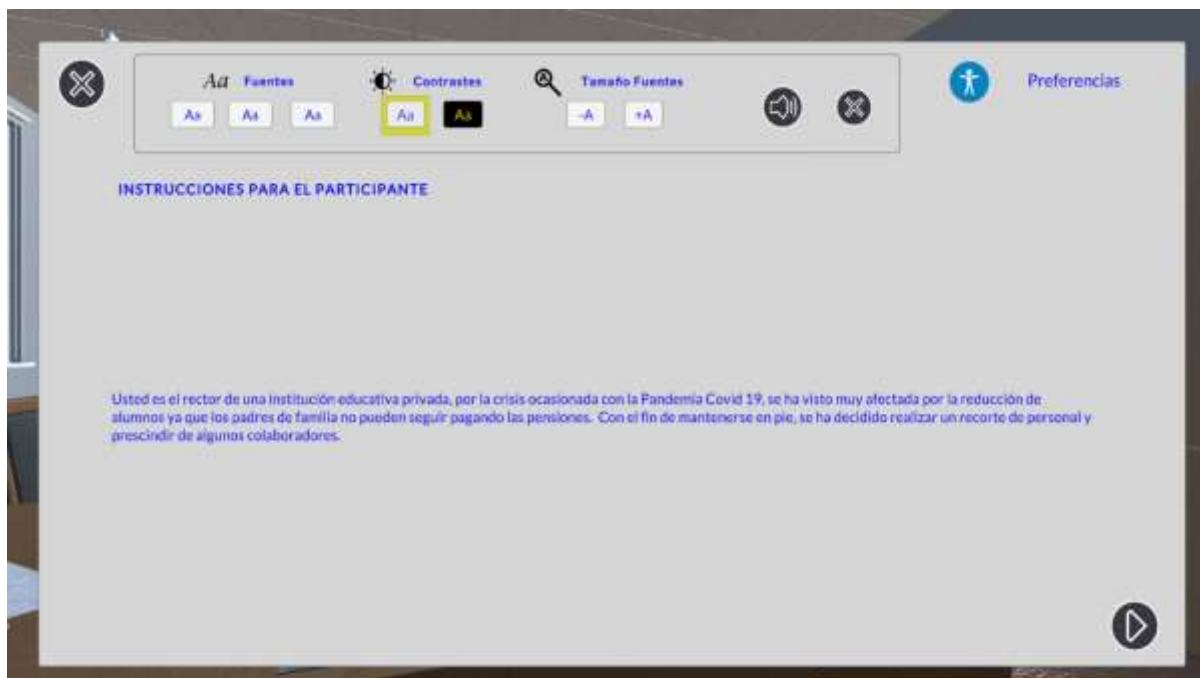 Aa Fuentes Contrastes Tamaño Fuentes Preferencias
Aa Aa Aa Aa Aa -A +A
INSTRUCCIONES PARA EL PARTICIPANTE
Usted es el rector de una institución educativa privada, por la crisis ocasionada con la Pandemia Covid 19, se ha visto muy afectada por la reducción de
alumnos ya que los padres de familia no pueden seguir pagando las pensiones. Con el fin de mantenerse en pie, se ha decidido realizar un recorte de personal y
prescindir de algunos colaboradores.